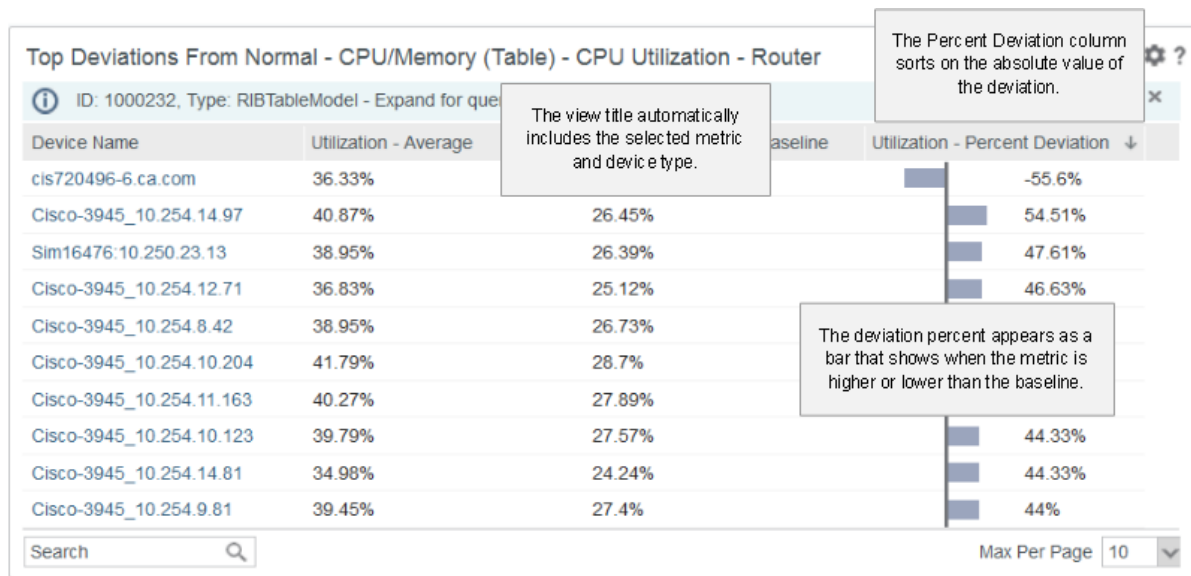 Top Deviations From Normal - CPU/Memory (Table) - CPU Utilization - Router
The Percent Deviation column
sorts on the absolute value of
the deviation.
?
ID: 1000232, Type: RIBTableModel - Expand for
The view title automatically
includes the selected metric
and device type.
Device Name Utilization - Average Utilization - Percent Deviation
cis720496-6.ca.com 36.33% -55.6%
Cisco-3945_10.254.14.97 40.87% 26.45% 54.51%
Sim16476:10.250.23.13 38.95% 26.39% 47.61%
Cisco-3945_10.254.12.71 36.83% 25.12% 46.63%
Cisco-3945_10.254.8.42 38.95% 26.73%
Cisco-3945_10.254.10.204 41.79% 28.7%
Cisco-3945_10.254.11.163 40.27% 27.89%
The deviation percent appears as a
bar that shows when the metric is
higher or lower than the baseline.
Cisco-3945_10.254.10.123 39.79% 27.57% 44.33%
Cisco-3945_10.254.14.81 34.98% 24.24% 44.33%
Cisco-3945_10.254.9.81 39.45% 27.4% 44%
Search Max Per Page 10